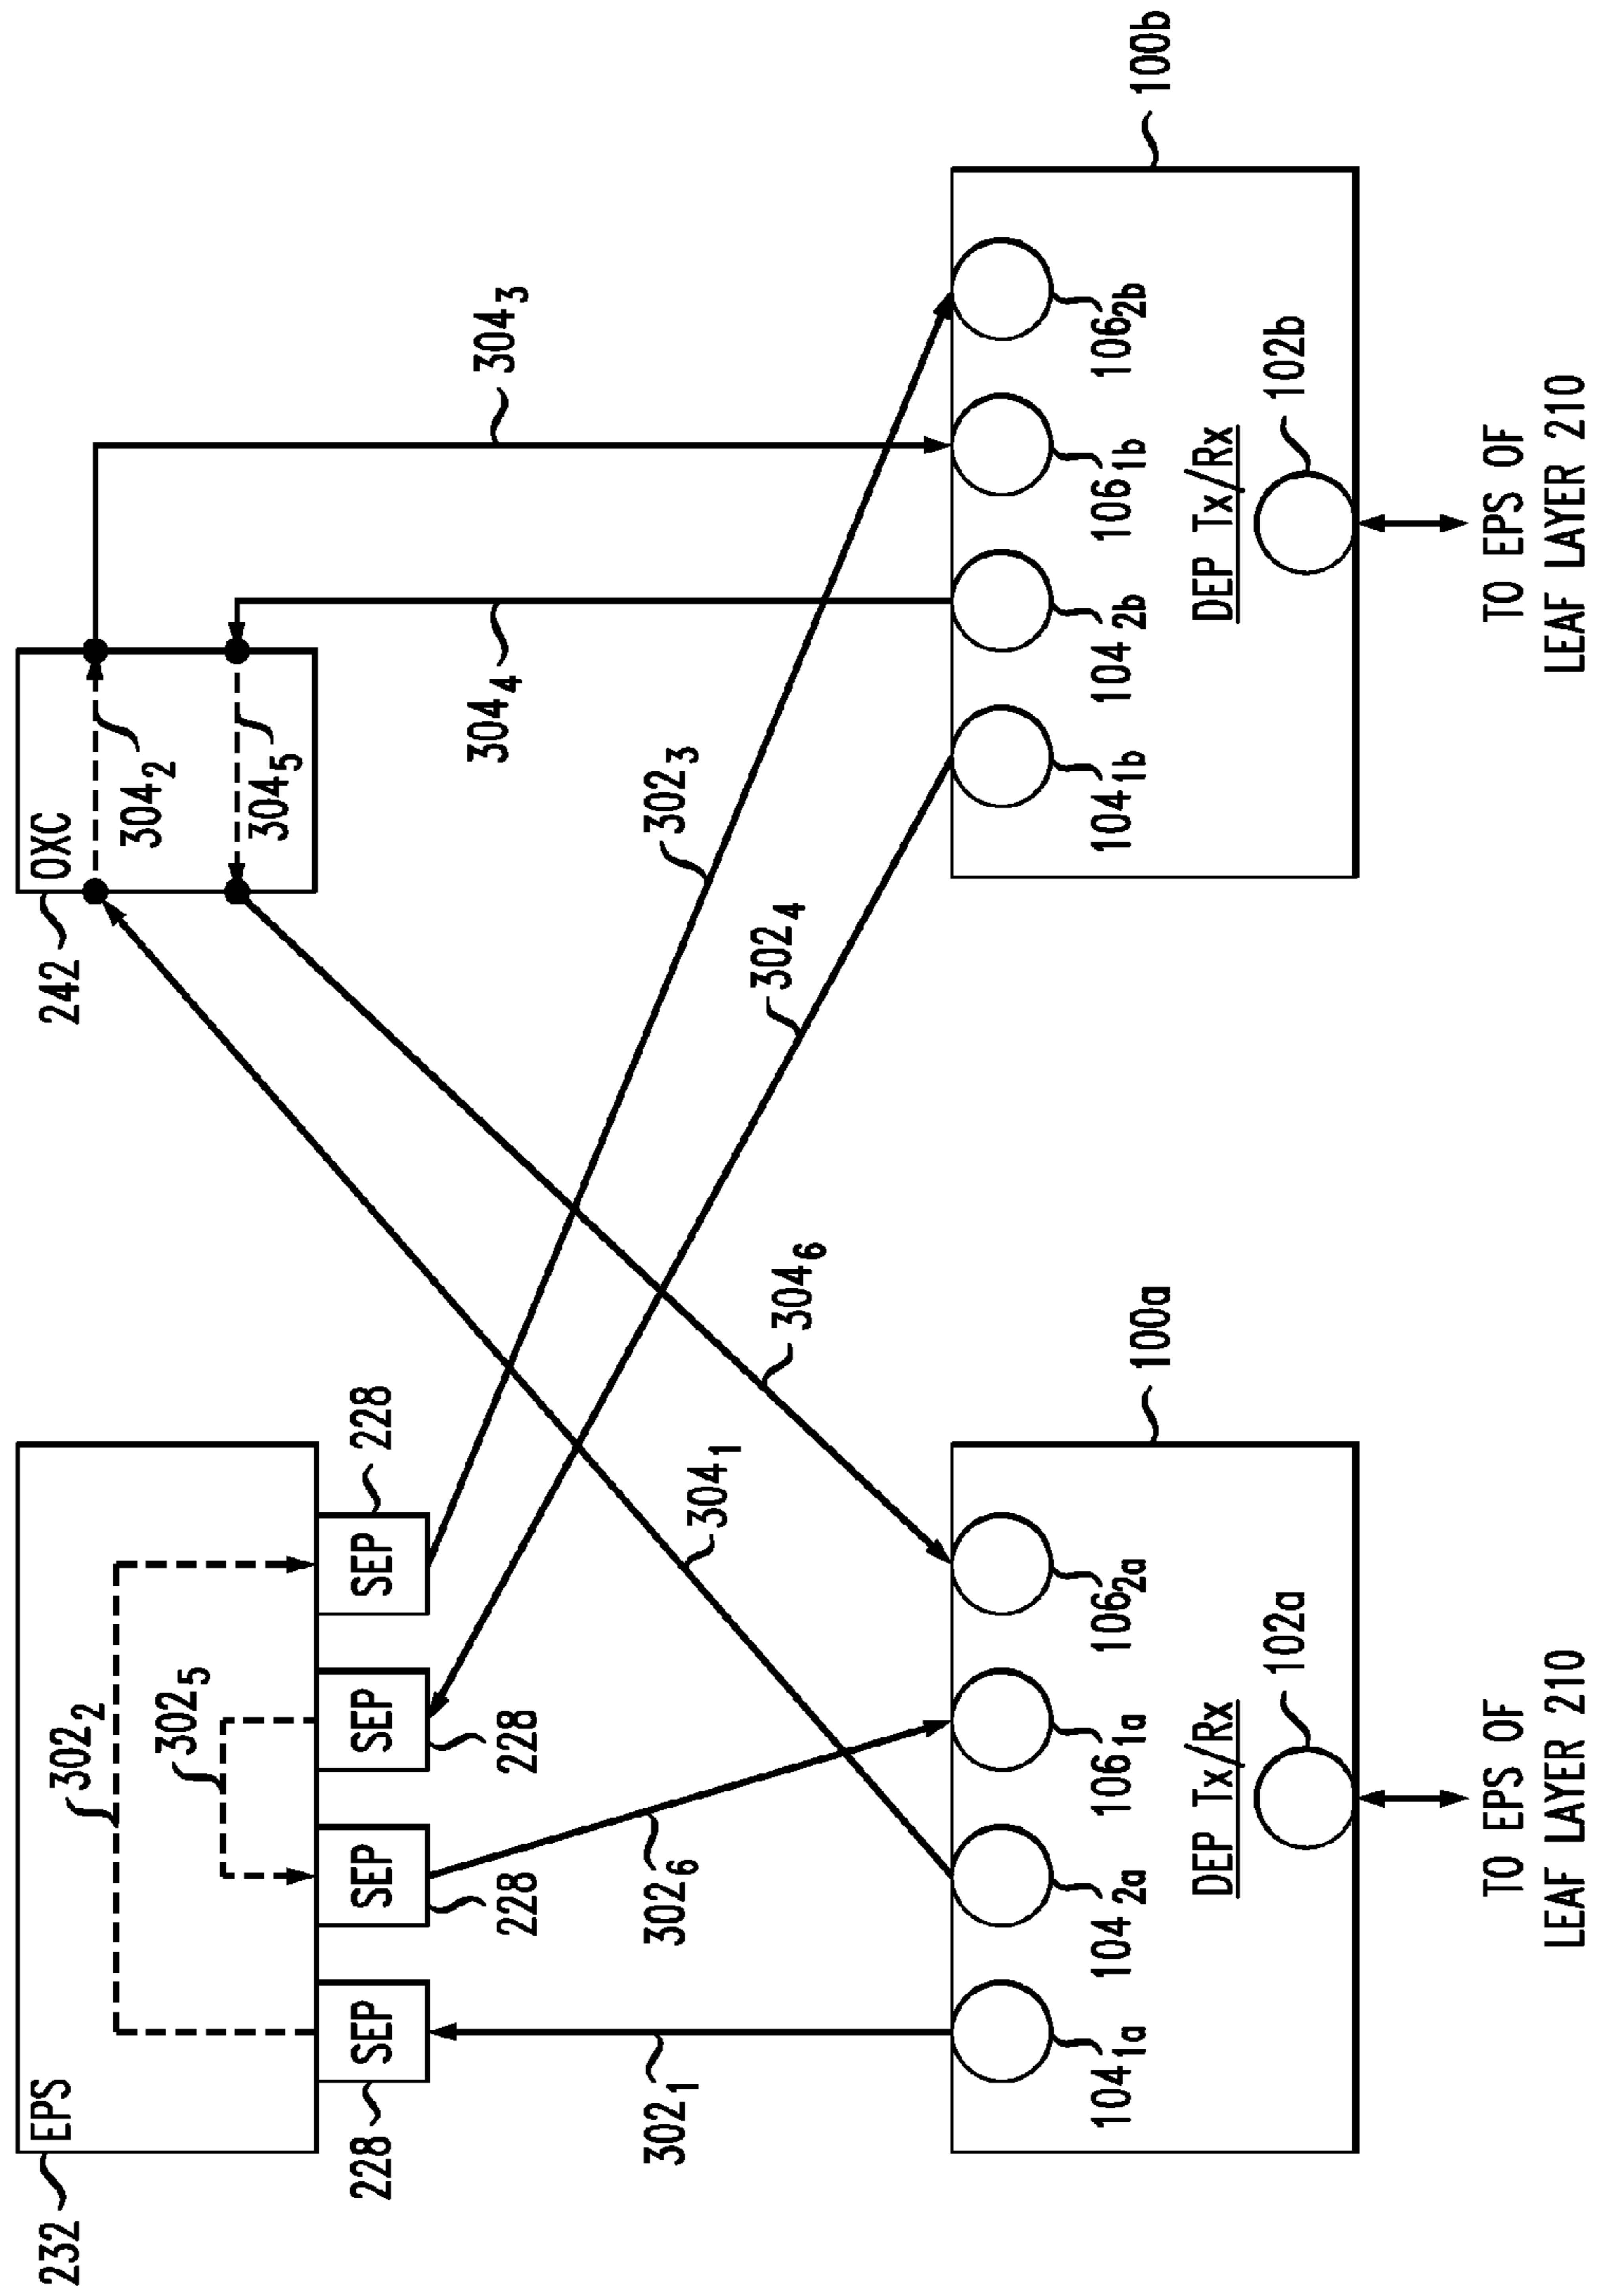 232
EPS
302₂
302₅
228
SEP
SEP
228
SEP
228
SEP
228
242
OXC
304₂
304₅
304₃
304₄
302₃
302₄
304₆
304₁
302₆
302₁
100a
104₁ₐ
104₂ₐ
106₁ₐ
106₂ₐ
DEP Tx/Rx
102a
TO EPS OF
LEAF LAYER 210
100b
104₁b
104₂b
106₁b
106₂b
DEP Tx/Rx
102b
TO EPS OF
LEAF LAYER 210